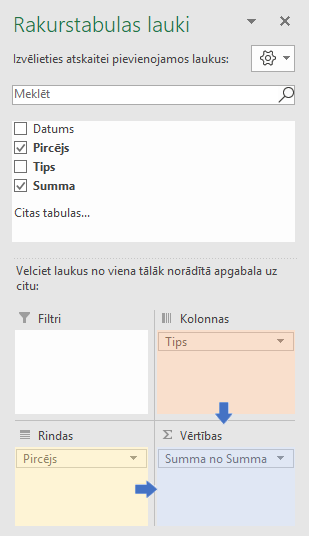 Rakurstabulas lauki
Izvēlieties atskaitei pievienojamos laukus:
Meklēt
Datums
Pircējs
Tips
Summa
Citas tabulas...
Velciet laukus no viena tālāk norādītā apgabala uz
citu:
Filtri
Kolonnas
Tips
Rindas
Vērtības
Pircējs
Summa no Summa